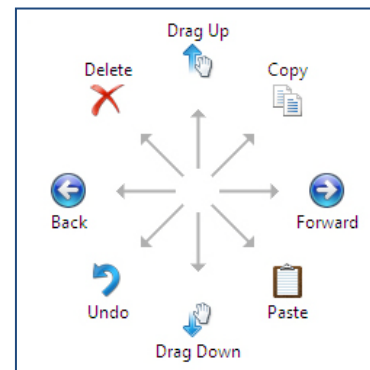 Drag Up
Delete
Copy
Back
Forward
Undo
Paste
Drag Down